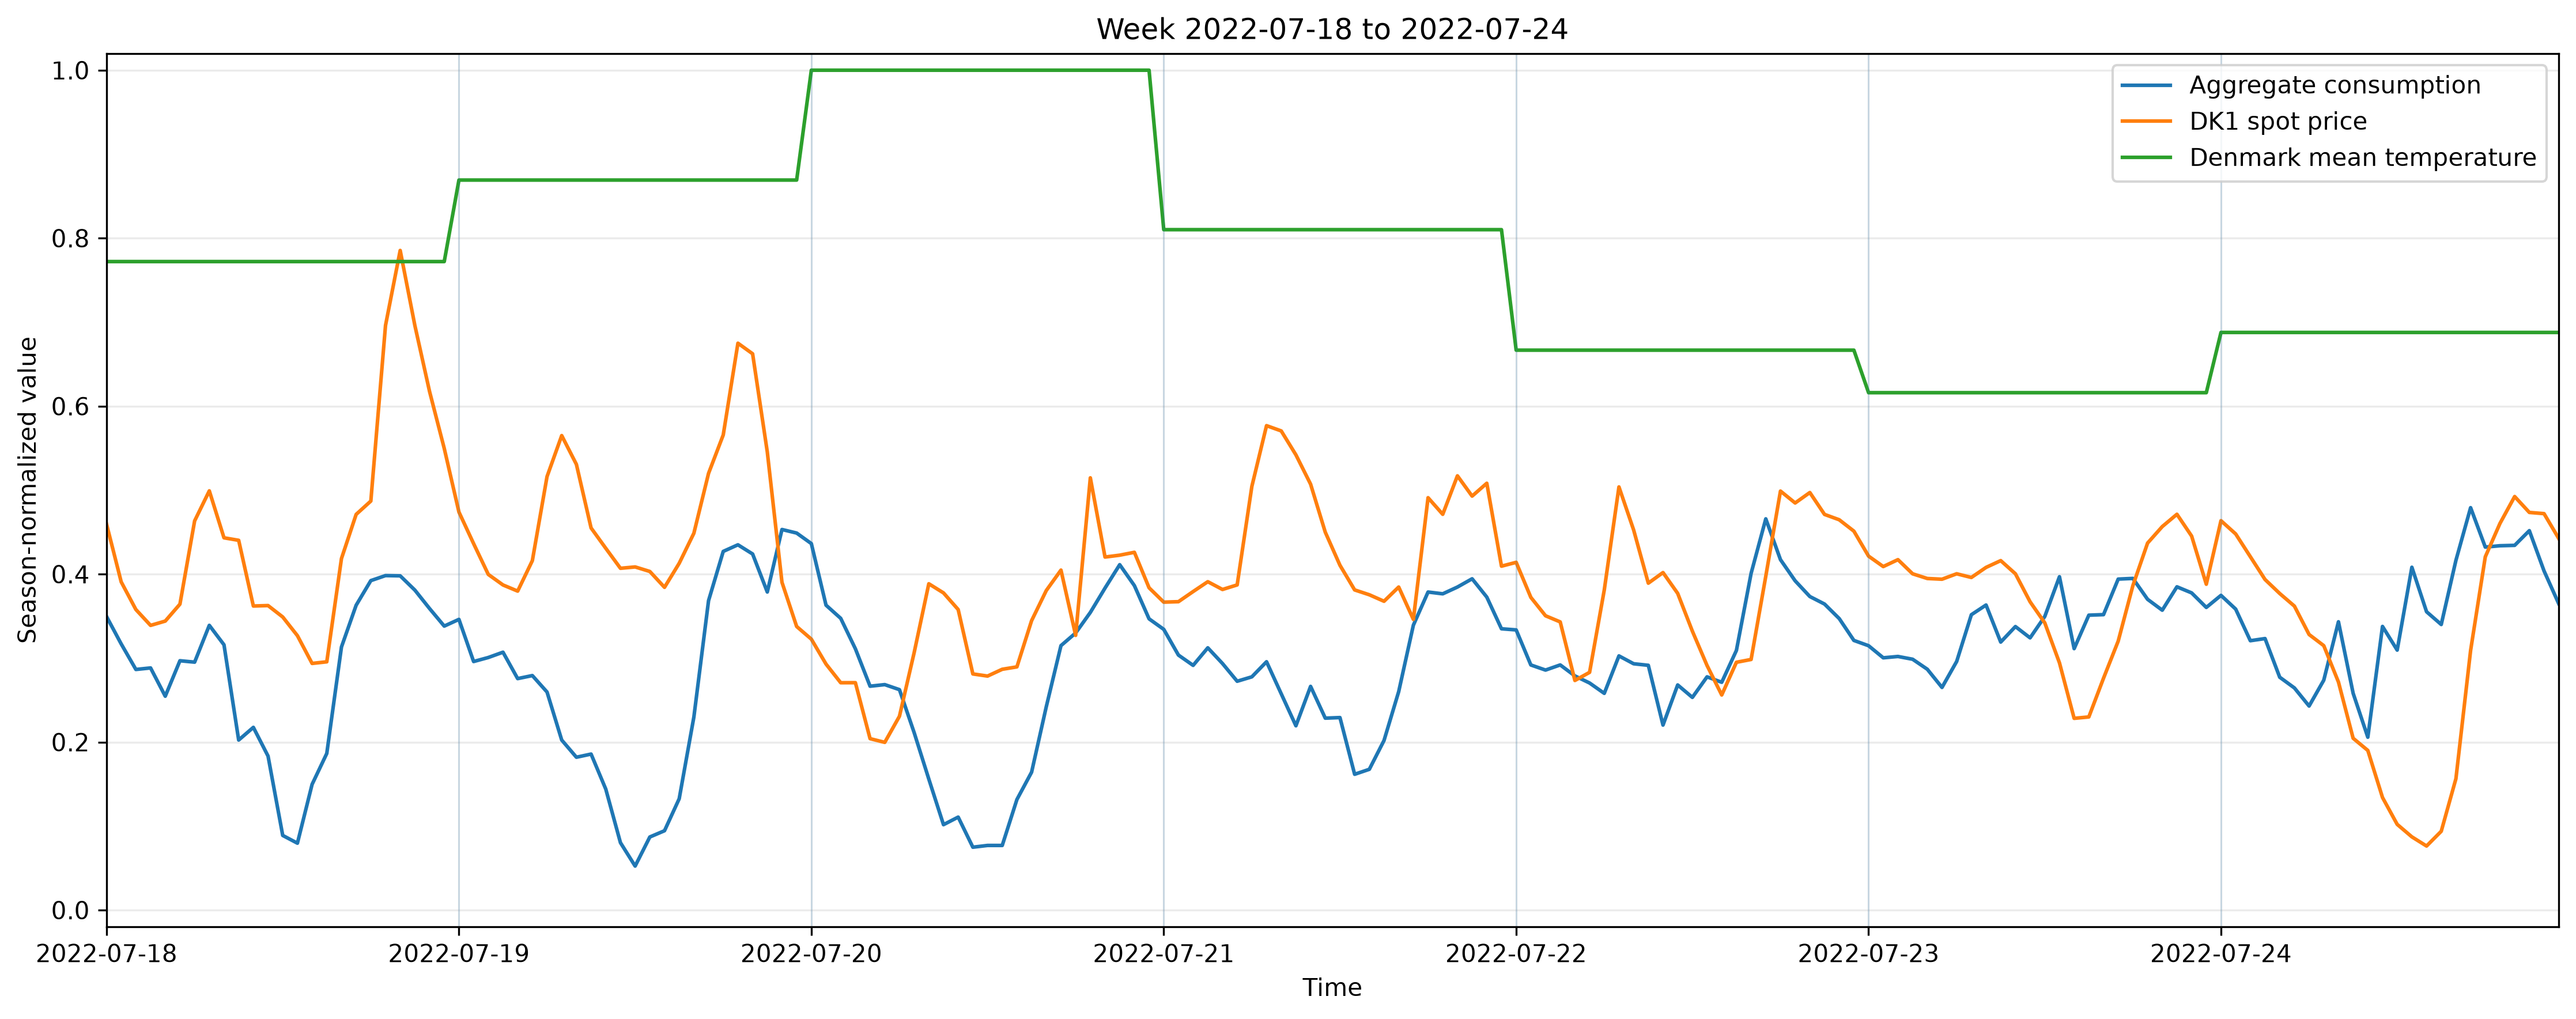 Week 2022-07-18 to 2022-07-24
Aggregate consumption
DK1 spot price
Denmark mean temperature
Season-normalized value
1.0
0.8
0.6
0.4
0.2
0.0
2022-07-18
2022-07-19
2022-07-20
2022-07-21
2022-07-22
2022-07-23
2022-07-24
Time